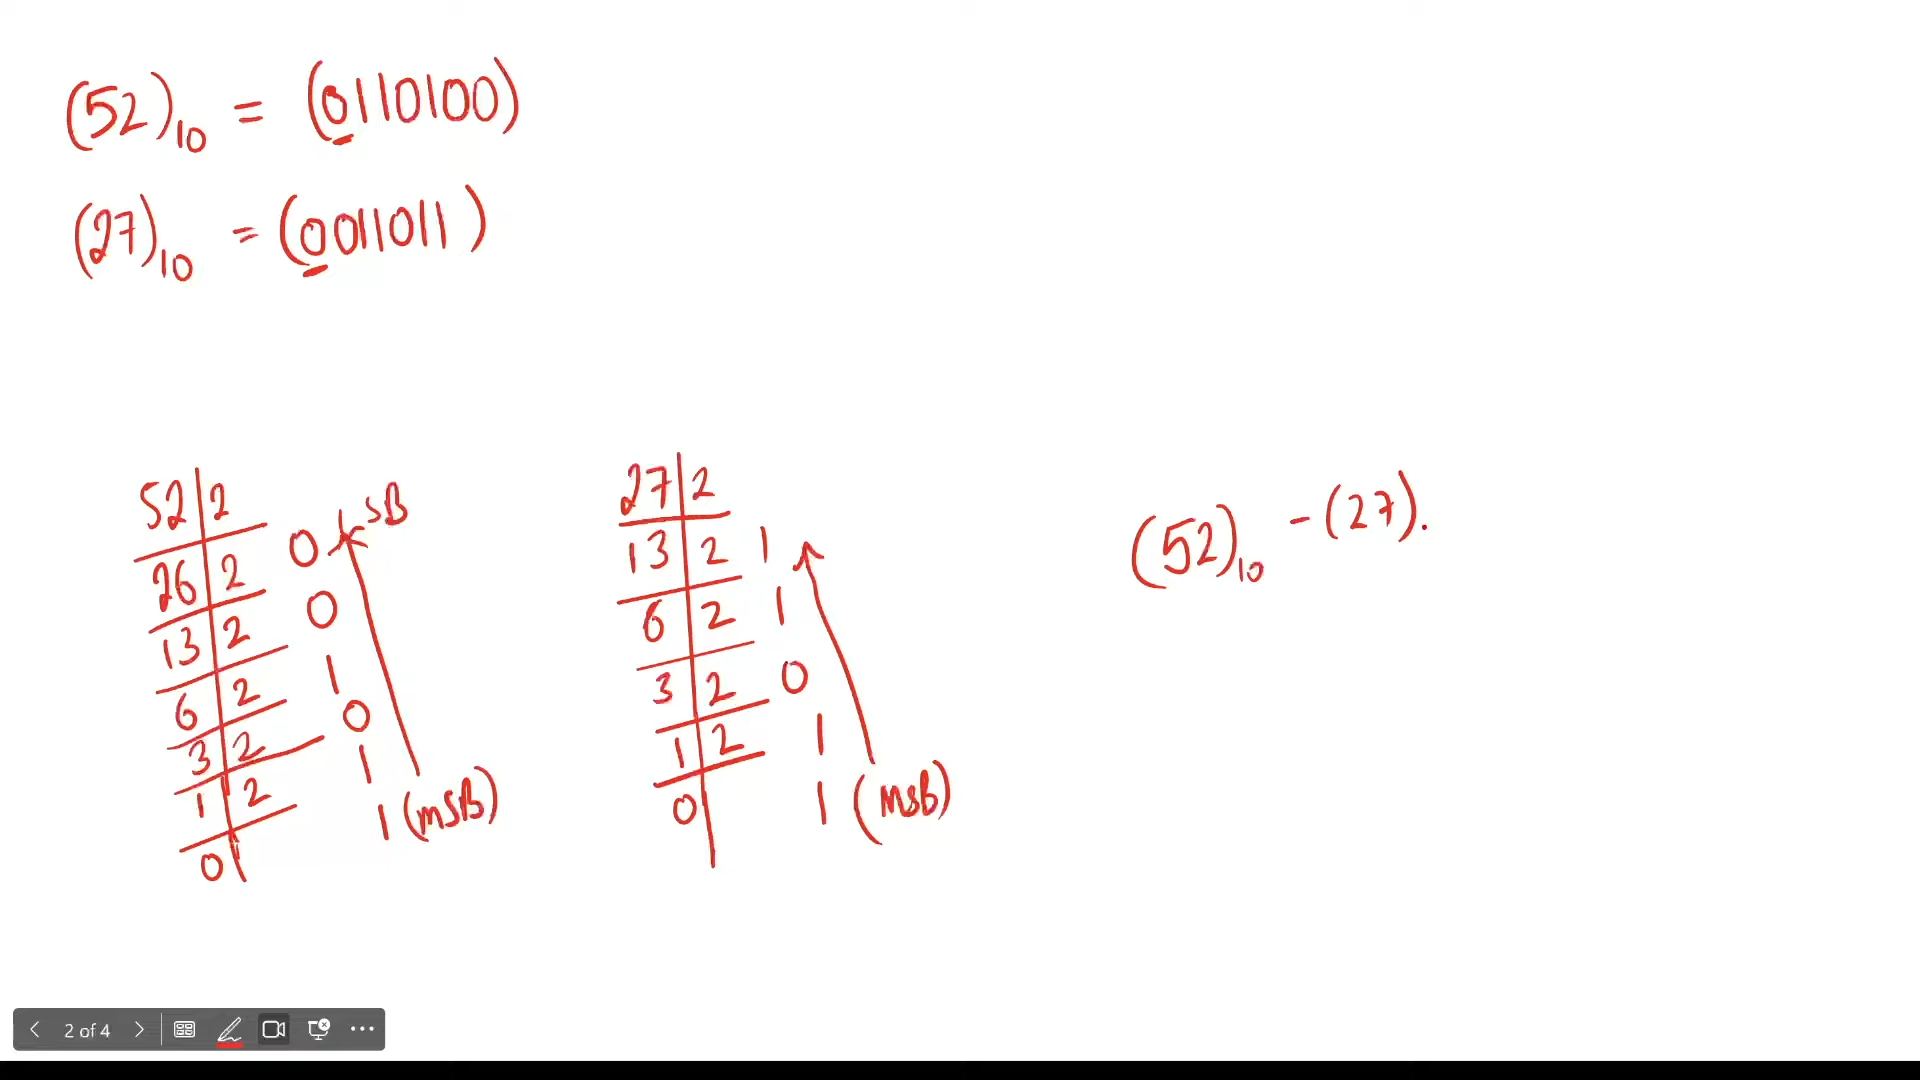 (52)10 = (0110100)
(27)10 = (0011011)
52 2
26 2 0
13 2 0
6 2 1
3 2 0
1 2 1
0 1 (MSB)
LSB
27 2
13 2 1
6 2 1
3 2 0
1 2 1
0 1 (MSB)
(52)10 - (27).
2 of 4